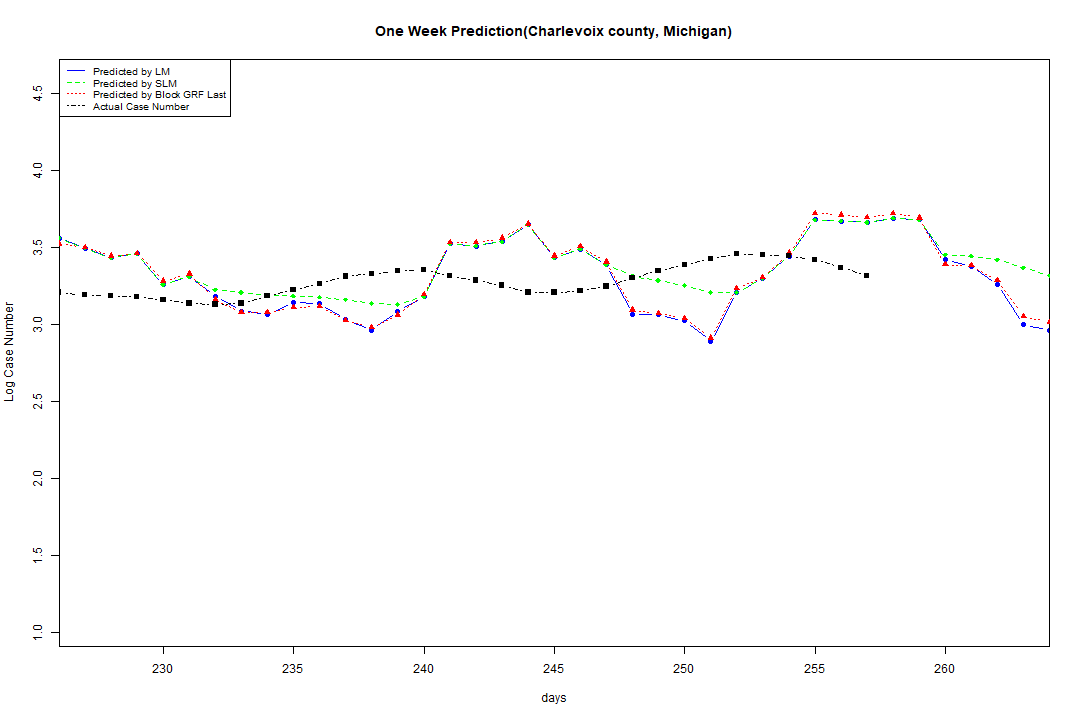 One Week Prediction(Charlevoix county, Michigan)
Predicted by LM
Predicted by SLM
Predicted by Block GRF Last
Actual Case Number
Log Case Number
4.5
4.0
3.5
3.0
2.5
2.0
1.5
1.0
230 235 240 245 250 255 260
days